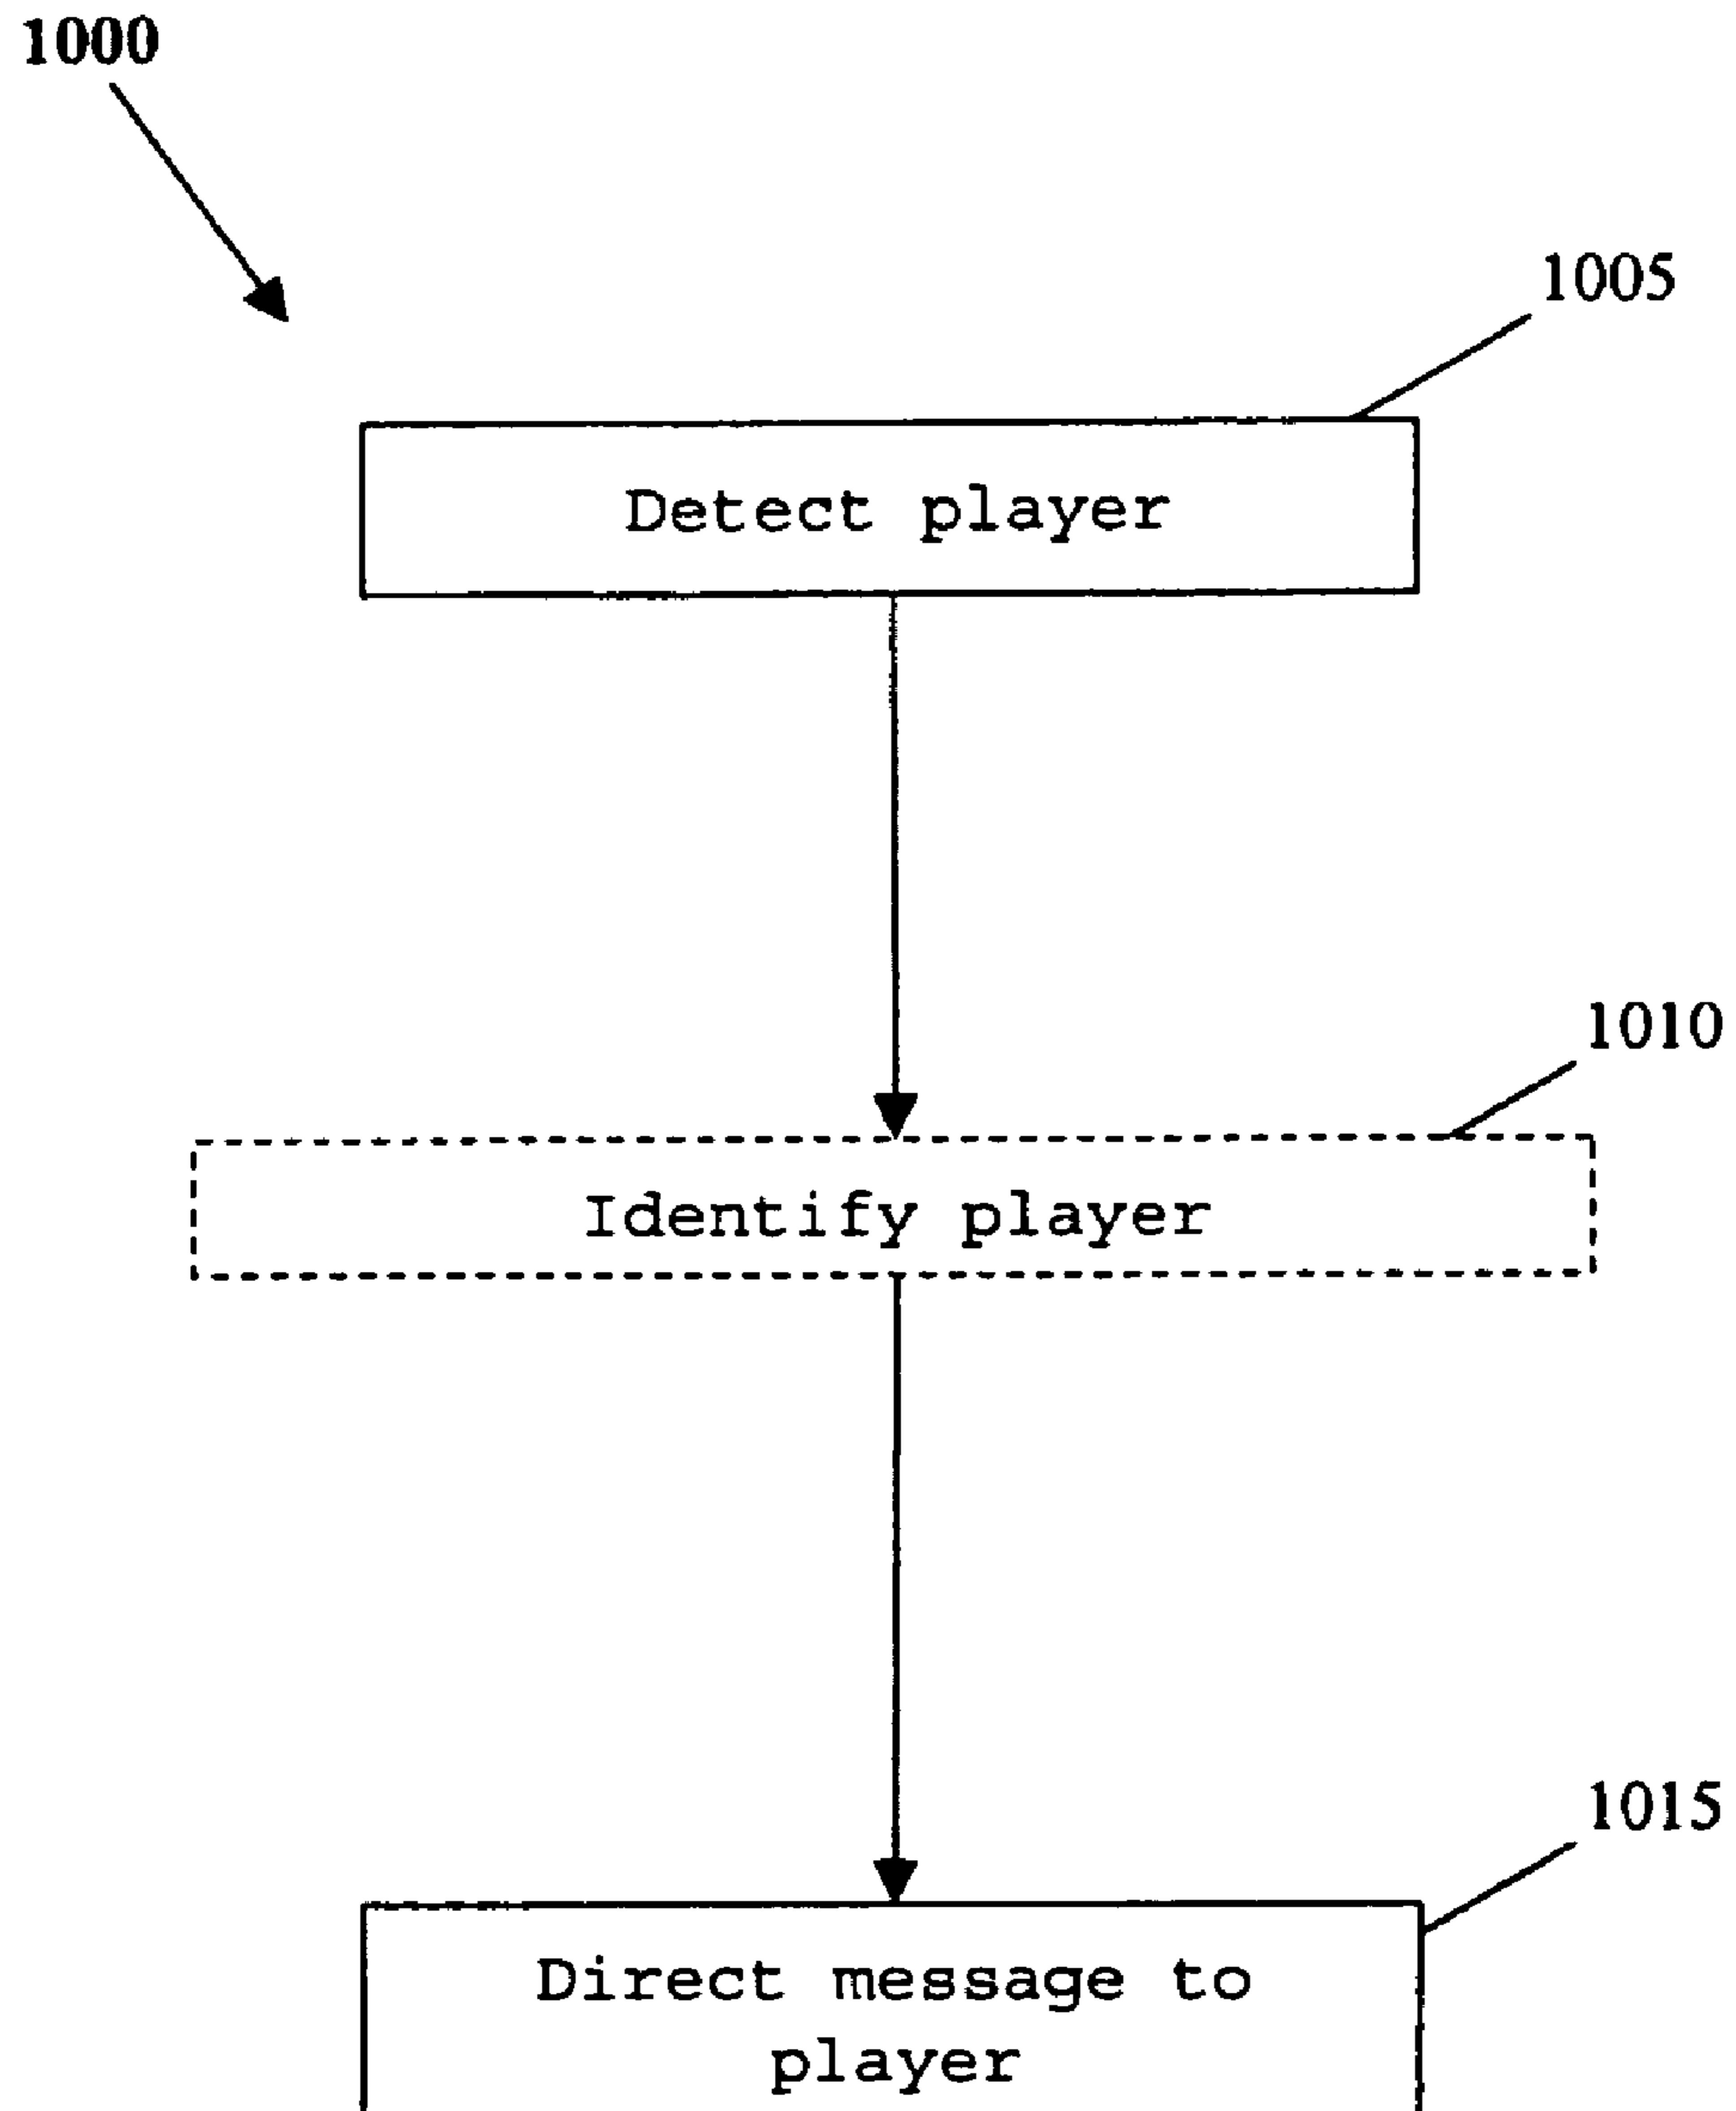 1000
1005
Detect player
1010
Identify player
1015
Direct message to
player